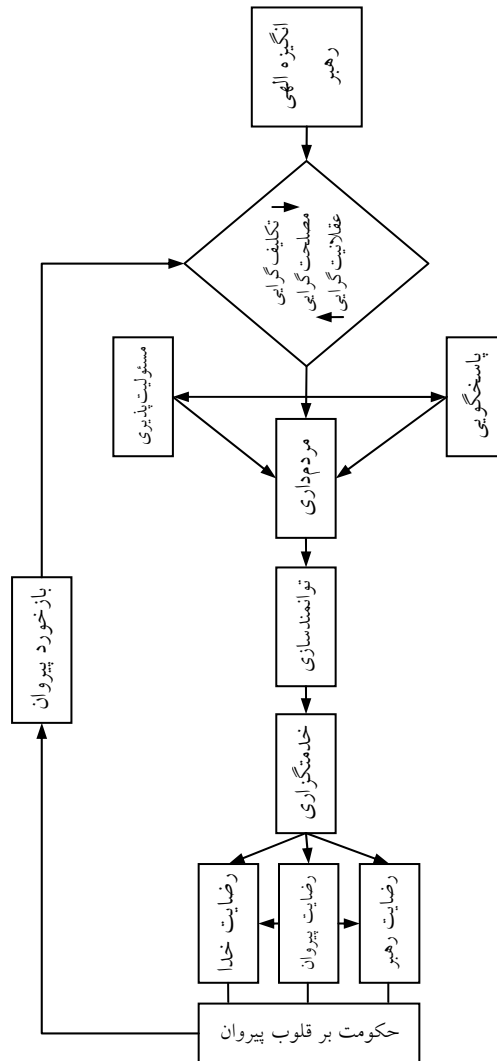 رهبر
انگیزه الهی
عقلانیت‌گرایی
مصلحت‌گرایی
تکلیف‌گرایی
پاسخگویی
مسئولیت‌پذیری
مردم‌داری
توانمندسازی
خدمتگزاری
رضایت رهبر
رضایت پیروان
رضایت خدا
حکومت بر قلوب پیروان
بازخورد پیروان